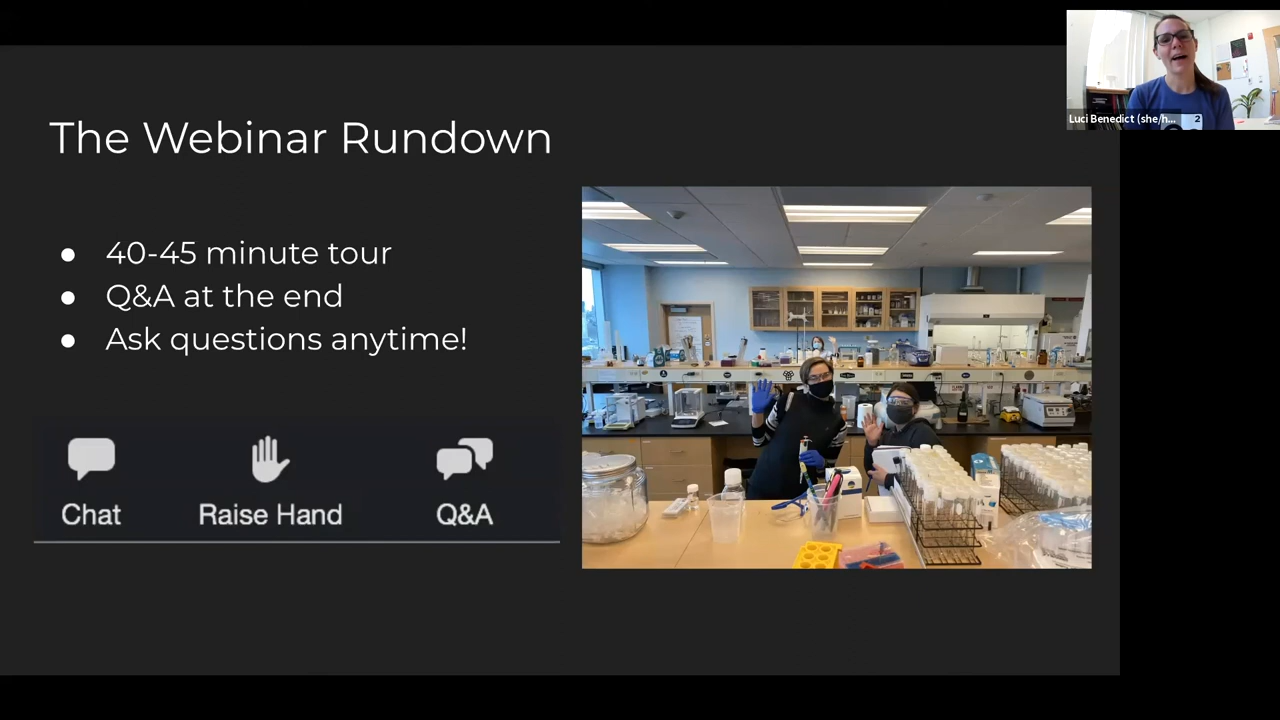 The Webinar Rundown
● 40-45 minute tour
● Q&A at the end
● Ask questions anytime!
Chat
Raise Hand
Q&A
Luci Benedict (she/h...
2